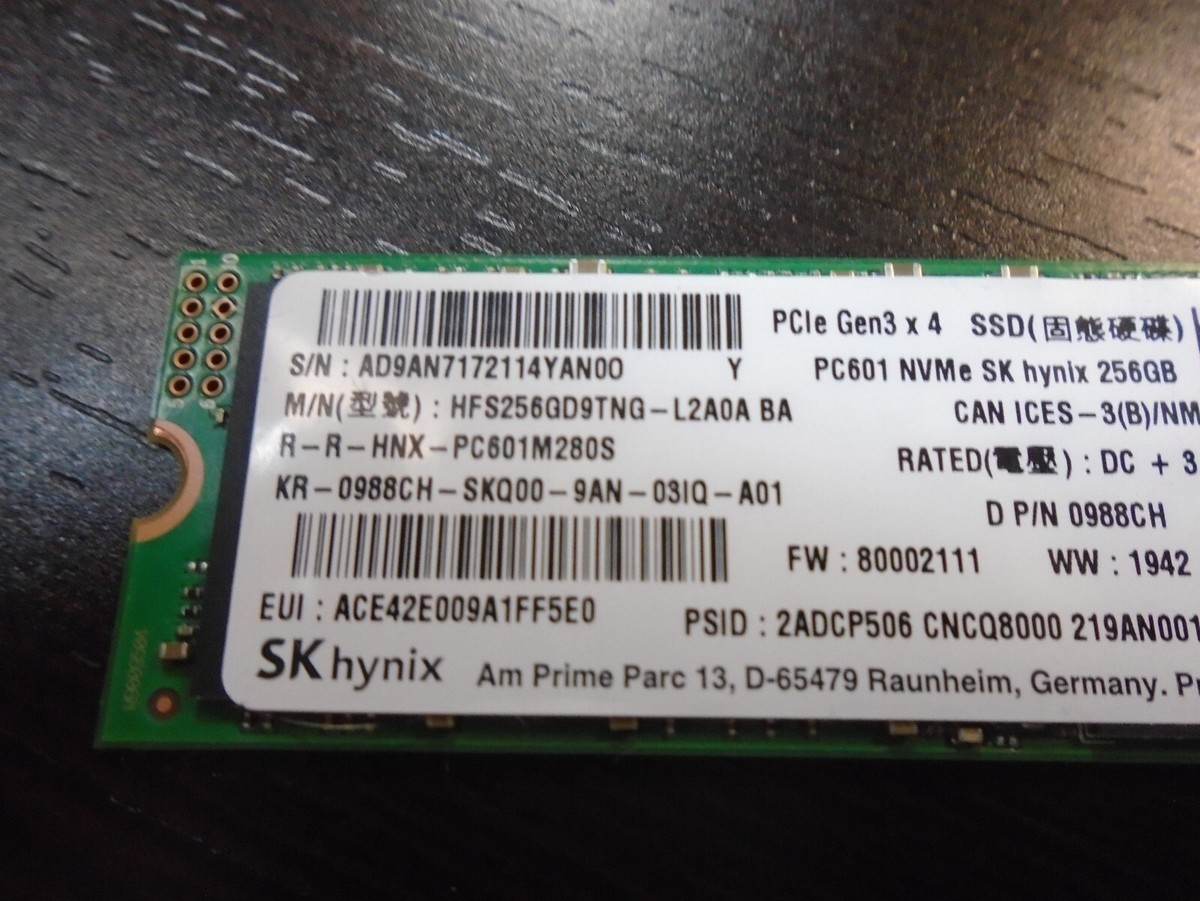 PCIe Gen3 x 4 SSD(固態硬碟)
S/N : AD9AN7172114YAN00 Y
PC601 NVMe SK hynix 256GB
M/N(型號) : HFS256GD9TNG-L2A0A BA
CAN ICES-3(B)/NM
R-R-HNX-PC601M280S
RATED(電壓) : DC + 3
KR-0988CH-SKQ00-9AN-03IQ-A01
D P/N 0988CH
FW : 80002111 WW : 1942
EUI : ACE42E009A1FF5E0
PSID : 2ADCP506 CNCQ8000 219AN001
SK hynix Am Prime Parc 13, D-65479 Raunheim, Germany.